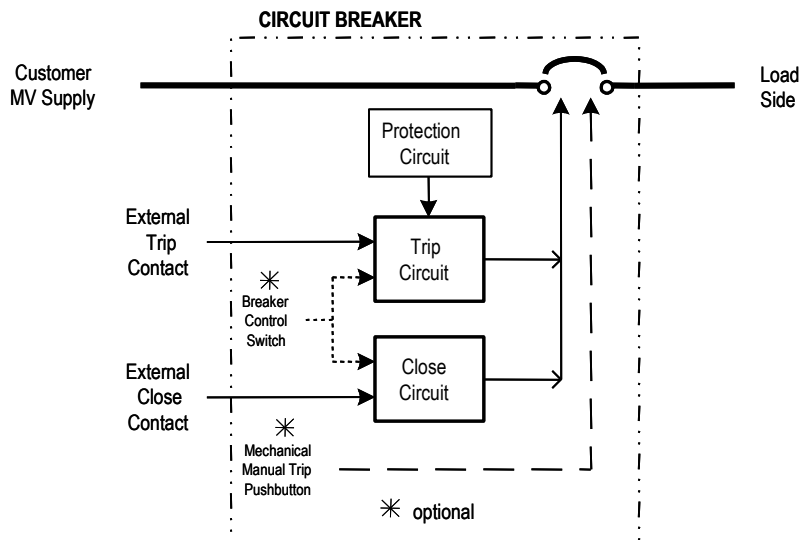 CIRCUIT BREAKER
Customer
MV Supply
Load
Side
Protection
Circuit
External
Trip
Contact
Trip
Circuit
Breaker
Control
Switch
External
Close
Contact
Close
Circuit
Mechanical
Manual Trip
Pushbutton
optional